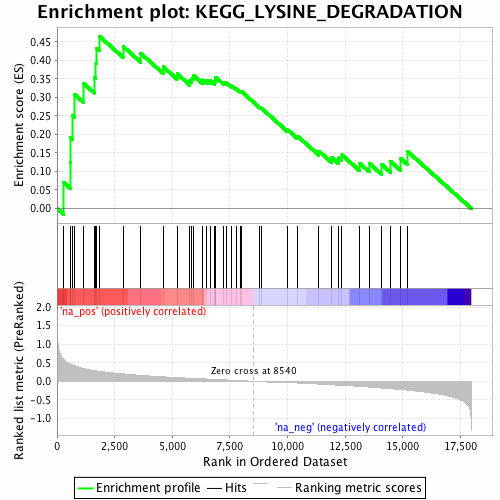 Enrichment plot: KEGG_LYSINE_DEGRADATION
Enrichment score (ES)
0.45
0.40
0.35
0.30
0.25
0.20
0.15
0.10
0.05
0.00
'na_pos' (positively correlated)
Ranked list metric (PreRanked)
2.0
1.5
1.0
0.5
0.0
-0.5
-1.0
Zero cross at 8540
'na_neg' (negatively correlated)
0 2,500 5,000 7,500 10,000 12,500 15,000 17,500
Rank in Ordered Dataset
Enrichment profile Hits Ranking metric scores